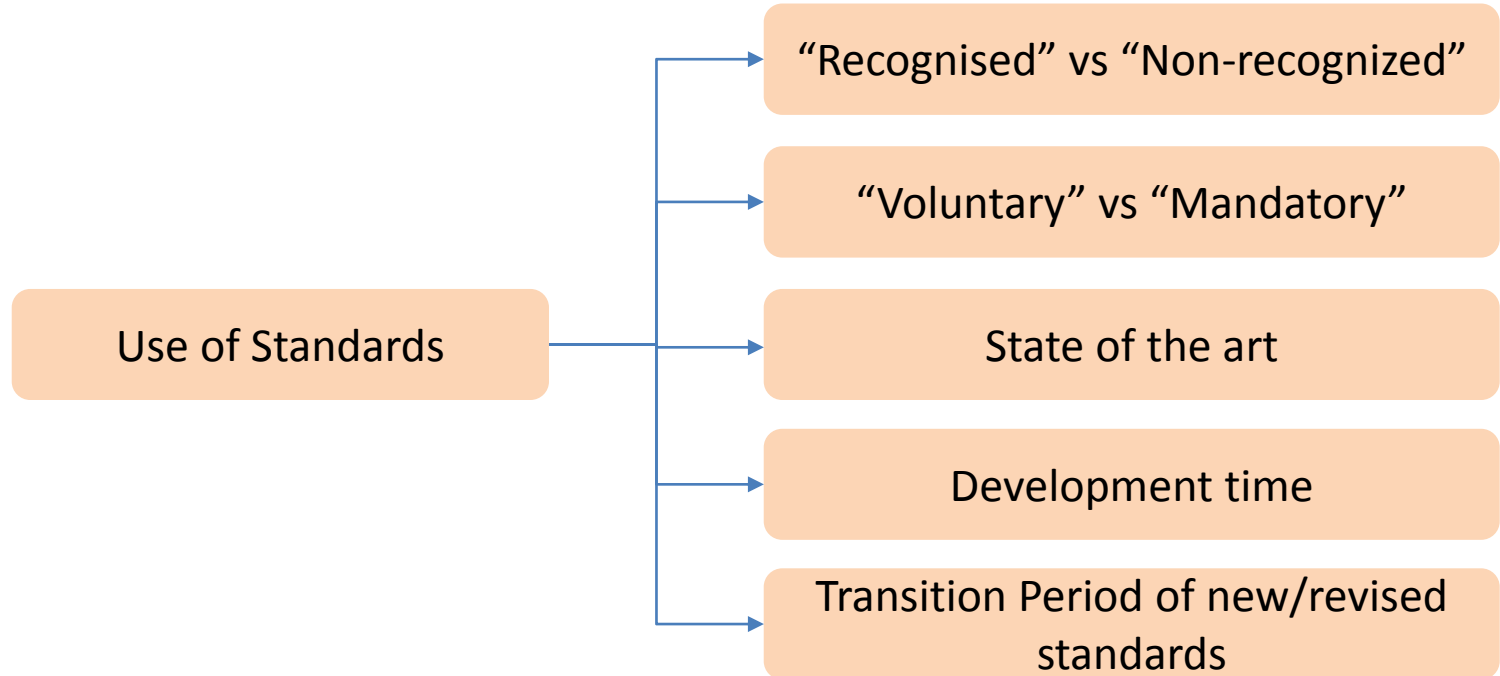 “Recognised” vs “Non-recognized”
“Voluntary” vs “Mandatory”
Use of Standards
State of the art
Development time
Transition Period of new/revised
standards